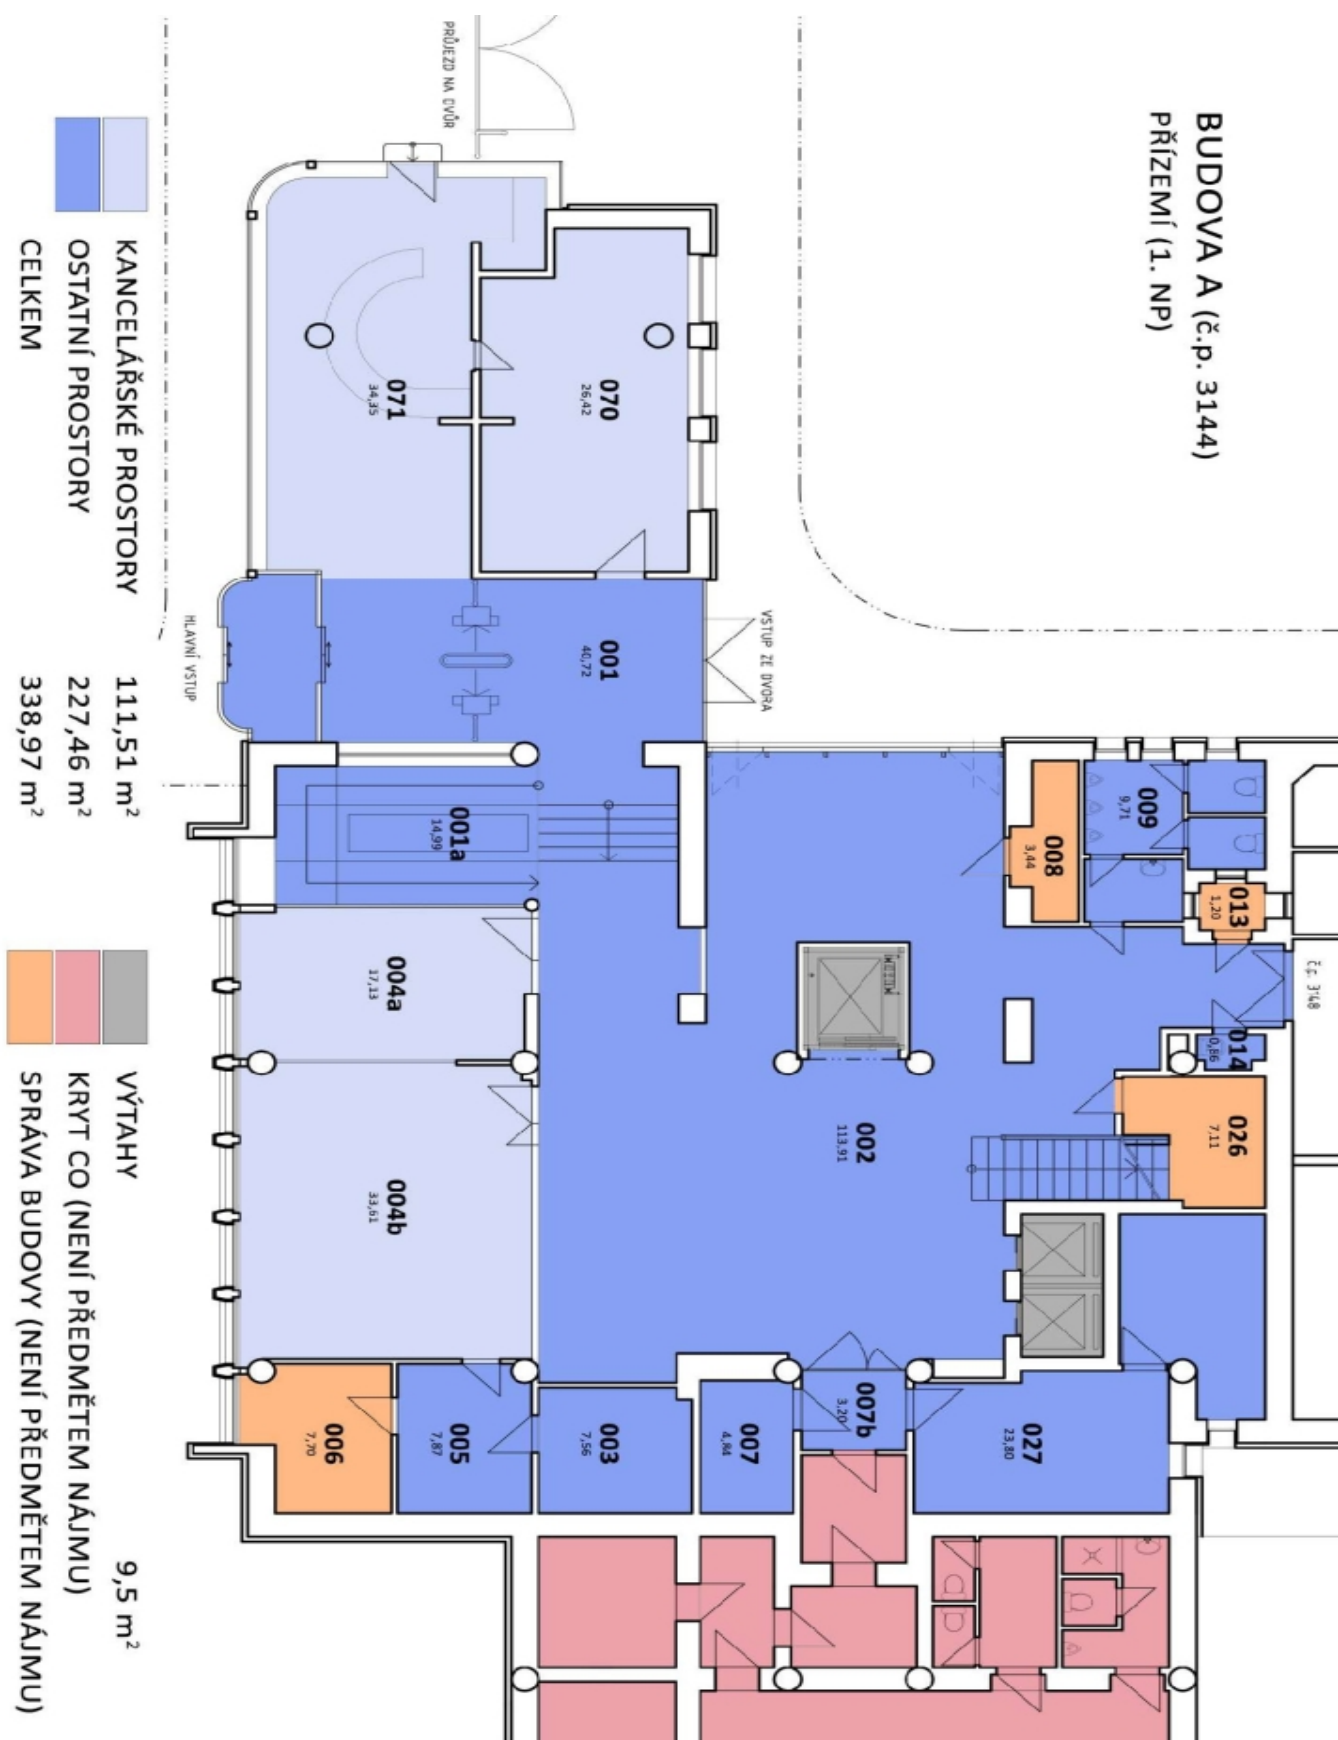 BUDOVA A (č.p. 3144)
PŘÍZEMÍ (1. NP)
PRŮJEZD NA DVŮR
VSTUP ZE DVORA
HLAVNÍ VSTUP
č.p. 3148
070
26,42
071
34,35
001
40,72
001a
14,99
009
9,71
008
3,44
013
1,20
014
0,86
026
7,11
002
113,91
004a
17,13
004b
33,61
006
7,70
005
7,87
003
7,56
007
4,84
007b
3,20
027
23,80
KANCELÁŘSKÉ PROSTORY 111,51 m²
OSTATNÍ PROSTORY 227,46 m²
CELKEM 338,97 m²
VÝTAHY 9,5 m²
KRYT CO (NENÍ PŘEDMĚTEM NÁJMU)
SPRÁVA BUDOVY (NENÍ PŘEDMĚTEM NÁJMU)